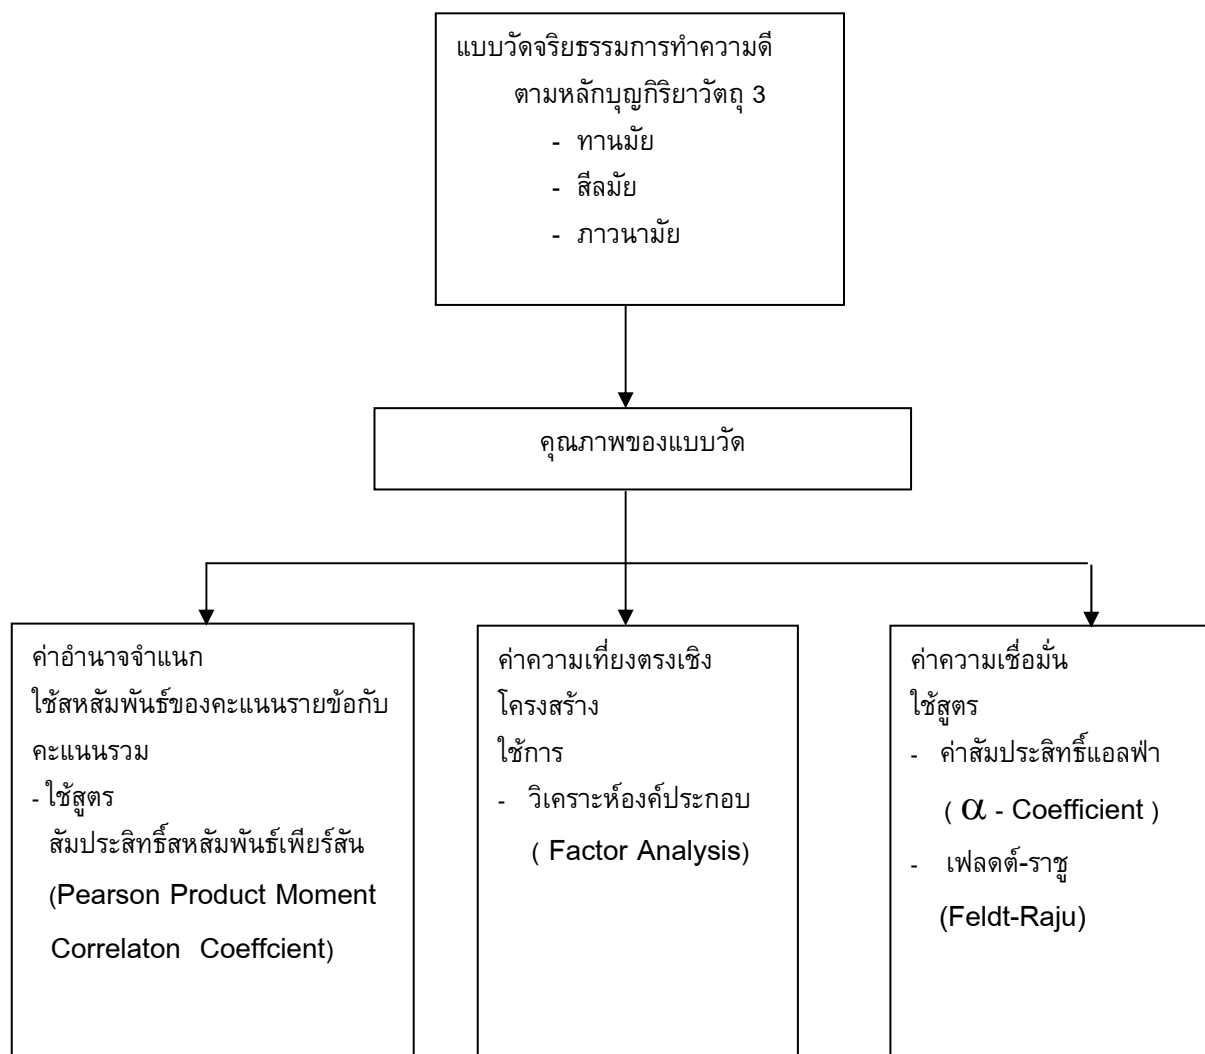 แบบวัดจริยธรรมการทำความดี
ตามหลักบุญกิริยาวัตถุ 3
- ทานมัย
- สีลมัย
- ภาวนามัย
คุณภาพของแบบวัด
ค่าอำนาจจำแนก
ใช้สหสัมพันธ์ของคะแนนรายข้อกับ
คะแนนรวม
- ใช้สูตร
สัมประสิทธิ์สหสัมพันธ์เพียร์สัน
(Pearson Product Moment
Correlaton Coeffcient)
ค่าความเที่ยงตรงเชิง
โครงสร้าง
ใช้การ
- วิเคราะห์องค์ประกอบ
( Factor Analysis)
ค่าความเชื่อมั่น
ใช้สูตร
- ค่าสัมประสิทธิ์แอลฟ่า
( α - Coefficient )
- เฟลดต์-ราชู
(Feldt-Raju)